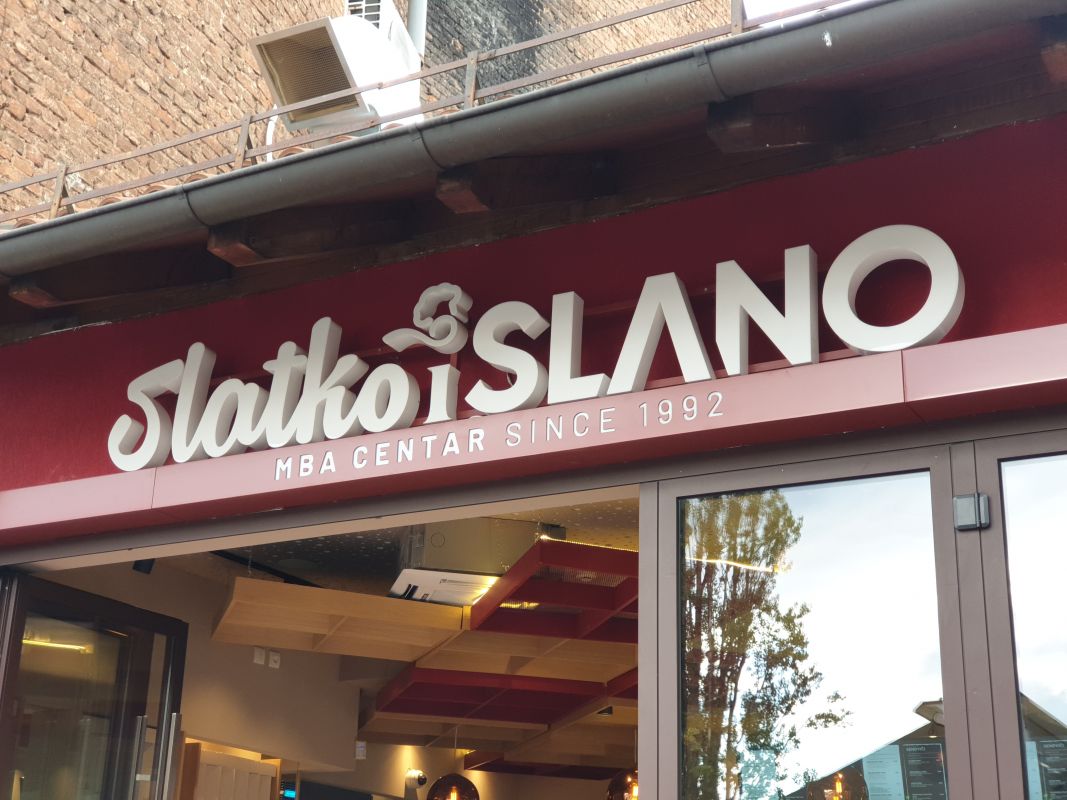 Slatko i SLANO
MBA CENTAR SINCE 1992